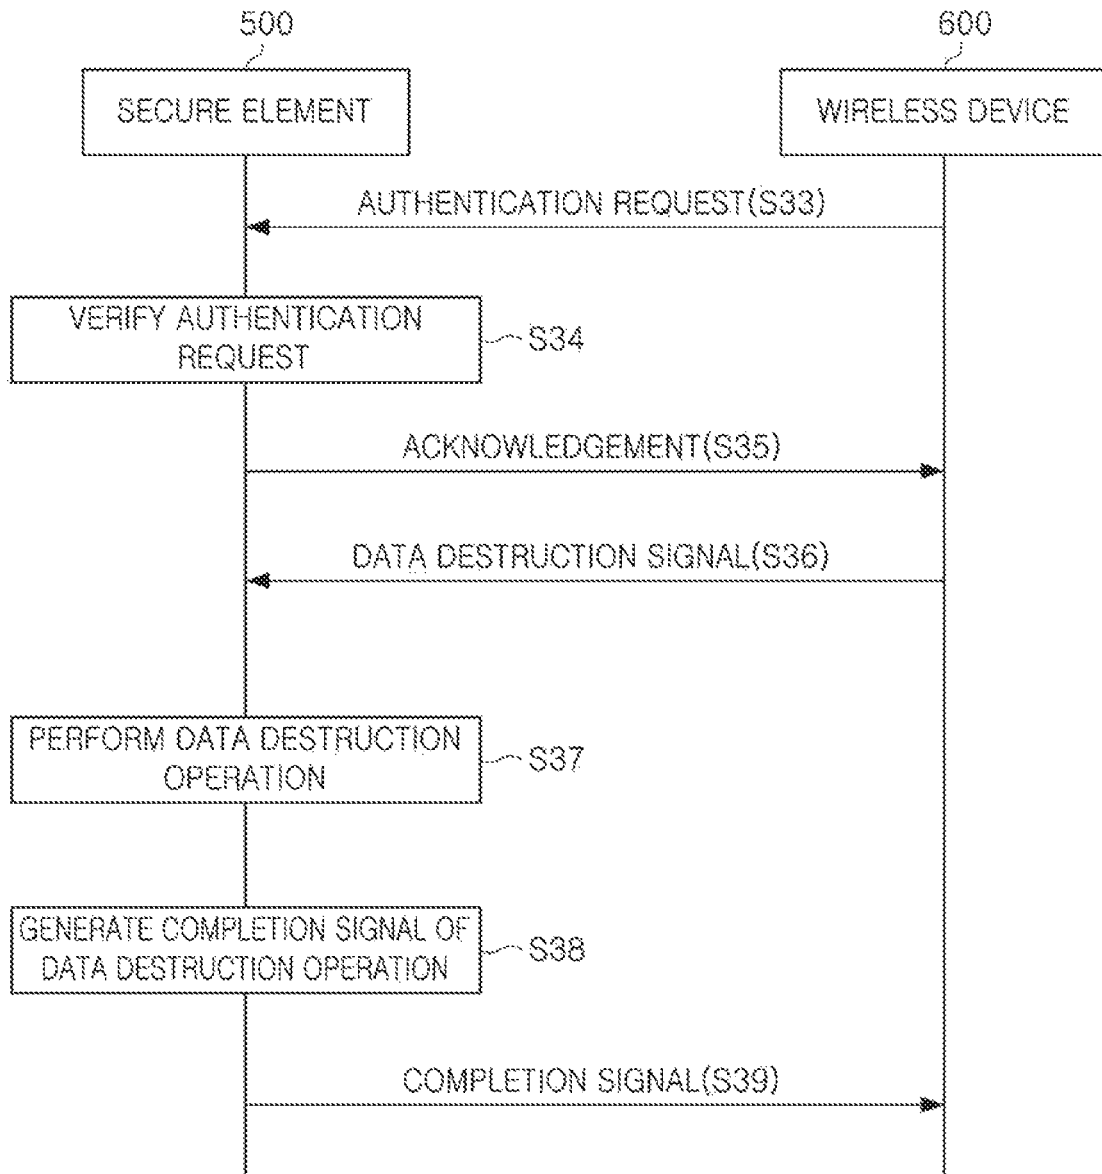 500
600
SECURE ELEMENT
WIRELESS DEVICE
AUTHENTICATION REQUEST(S33)
VERIFY AUTHENTICATION
REQUEST
S34
ACKNOWLEDGEMENT(S35)
DATA DESTRUCTION SIGNAL(S36)
PERFORM DATA DESTRUCTION
OPERATION
S37
GENERATE COMPLETION SIGNAL OF
DATA DESTRUCTION OPERATION
S38
COMPLETION SIGNAL(S39)